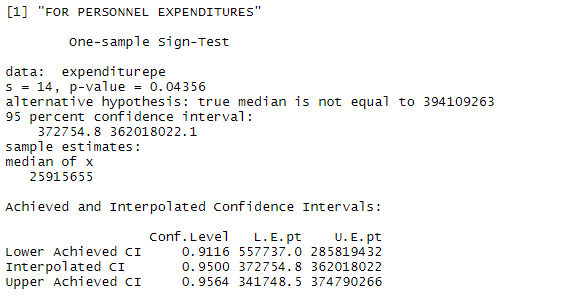 [1] "FOR PERSONNEL EXPENDITURES"
One-sample Sign-Test
data:  expenditurepe
s = 14, p-value = 0.04356
alternative hypothesis: true median is not equal to 394109263
95 percent confidence interval:
372754.8 362018022.1
sample estimates:
median of x
25915655
Achieved and Interpolated Confidence Intervals:
Conf.Level   L.E.pt    U.E.pt
Lower Achieved CI     0.9116 557737.0 285819432
Interpolated CI       0.9500 372754.8 362018022
Upper Achieved CI     0.9564 341748.5 374790266